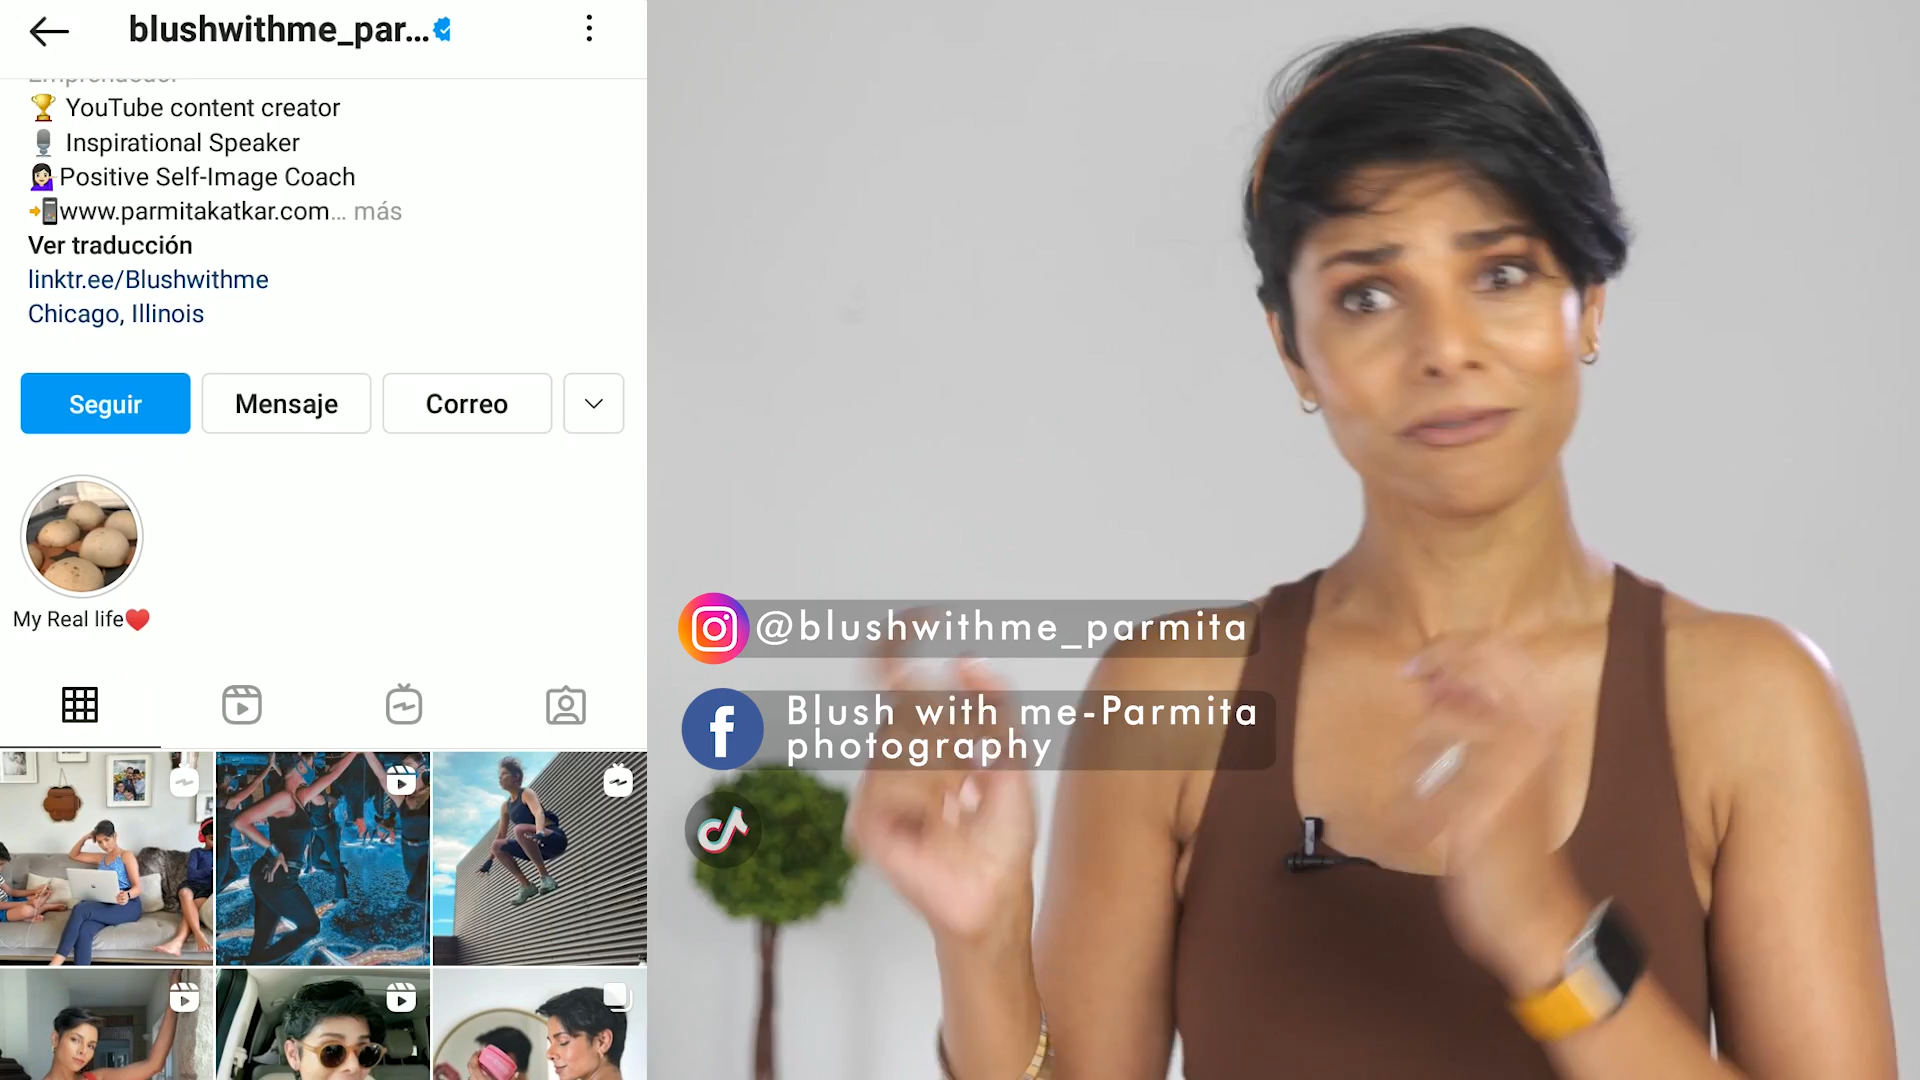 blushwithme_par...
Emprendedor
🏆 YouTube content creator
🎙 Inspirational Speaker
💁🏻‍♀️Positive Self-Image Coach
➡📱www.parmitakatkar.com... más
Ver traducción
linktr.ee/Blushwithme
Chicago, Illinois
Seguir
Mensaje
Correo
My Real life❤️
@blushwithme_parmita
Blush with me-Parmita
photography